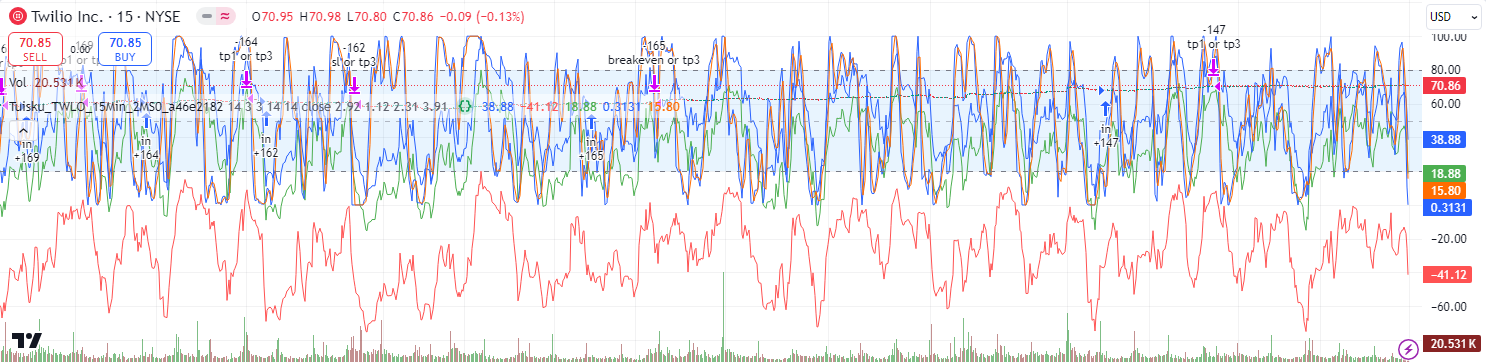 Twilio Inc. · 15 · NYSE O70.95 H70.98 L70.80 C70.86 −0.09 (−0.13%)
USD
70.85
SELL
0.00
70.85
BUY
Vol 20.531 K
Tuisku_TWLO_15Min_2MS0_a46e2182 14 3 3 14 14 close 2.92 1.12 2.31 3.91 38.88 −41.12 18.88 0.3131 15.80
-169
in
+169
in
+164
-164
tp1 or tp3
in
+162
-162
sl or tp3
in
+165
-165
breakeven or tp3
in
+147
-147
tp1 or tp3
100.00
80.00
70.86
60.00
38.88
18.88
15.80
0.3131
−20.00
−41.12
−60.00
20.531 K